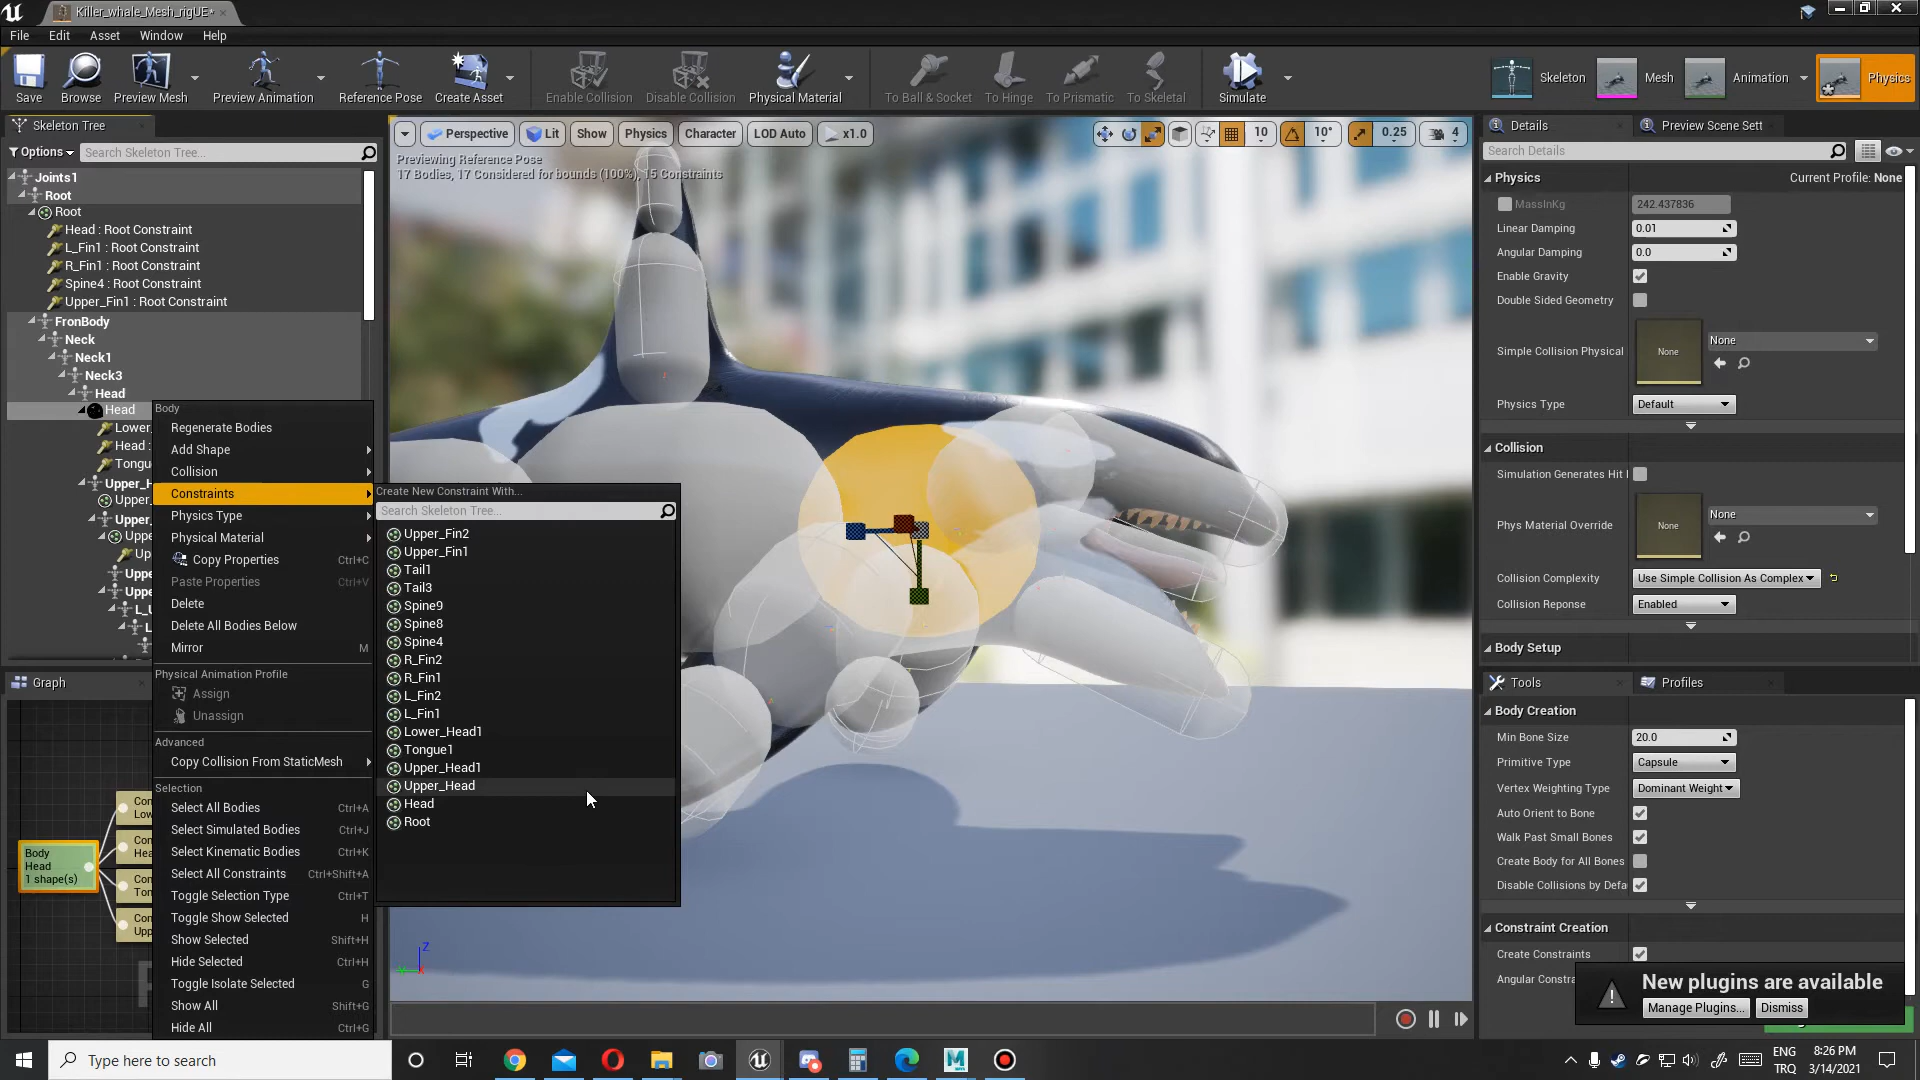 Killer_whale_Mesh_rigUE*
File Edit Asset Window Help
Save Browse Preview Mesh Preview Animation Reference Pose Create Asset Enable Collision Disable Collision Physical Material To Ball & Socket To Hinge To Prismatic To Skeletal Simulate Skeleton Mesh Animation Physics
Skeleton Tree
Options Search Skeleton Tree...
Joints1
Root
Root
Head : Root Constraint
L_Fin1 : Root Constraint
R_Fin1 : Root Constraint
Spine4 : Root Constraint
Upper_Fin1 : Root Constraint
FronBody
Neck
Neck1
Neck3
Head
Head
Lower_
Head :
Tongue
Upper_H
Upper_
Upper_
Uppe
Up
Upper
Uppe
L_U
L
Body
Regenerate Bodies
Add Shape
Collision
Constraints
Physics Type
Physical Material
Copy Properties Ctrl+C
Paste Properties Ctrl+V
Delete
Delete All Bodies Below
Mirror M
Physical Animation Profile
Assign
Unassign
Advanced
Copy Collision From StaticMesh
Selection
Select All Bodies Ctrl+A
Select Simulated Bodies Ctrl+J
Select Kinematic Bodies Ctrl+K
Select All Constraints Ctrl+Shift+A
Toggle Selection Type Ctrl+T
Toggle Show Selected H
Show Selected Shift+H
Hide Selected Ctrl+H
Toggle Isolate Selected G
Show All Shift+G
Hide All Ctrl+G
Create New Constraint With...
Search Skeleton Tree...
Upper_Fin2
Upper_Fin1
Tail1
Tail3
Spine9
Spine8
Spine4
R_Fin2
R_Fin1
L_Fin2
L_Fin1
Lower_Head1
Tongue1
Upper_Head1
Upper_Head
Head
Root
Graph
Body
Head
1 shape(s)
Con
Low
Con
Hea
Con
Ton
Con
Upp
Perspective Lit Show Physics Character LOD Auto x1.0 10 10° 0.25 4
Previewing Reference Pose
17 Bodies, 17 Considered for bounds (100%), 15 Constraints
Z
Details Preview Scene Sett
Search Details
Physics Current Profile: None
MassInKg 242.437836
Linear Damping 0.01
Angular Damping 0.0
Enable Gravity
Double Sided Geometry
Simple Collision Physical None None
Physics Type Default
Collision
Simulation Generates Hit
Phys Material Override None None
Collision Complexity Use Simple Collision As Complex
Collision Reponse Enabled
Body Setup
Tools Profiles
Body Creation
Min Bone Size 20.0
Primitive Type Capsule
Vertex Weighting Type Dominant Weight
Auto Orient to Bone
Walk Past Small Bones
Create Body for All Bones
Disable Collisions by Defa
Constraint Creation
Create Constraints
Angular Constra
New plugins are available
Manage Plugins... Dismiss
Type here to search
ENG
TRQ
8:26 PM
3/14/2021